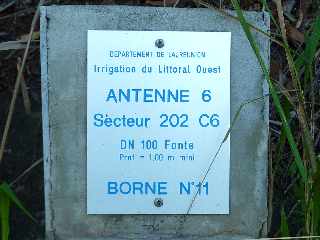 DEPARTEMENT DE LA REUNION
Irrigation du Littoral Ouest
ANTENNE 6
Sècteur 202 C6
DN 100 Fonte
Prof = 1,00 m mini
BORNE N°11